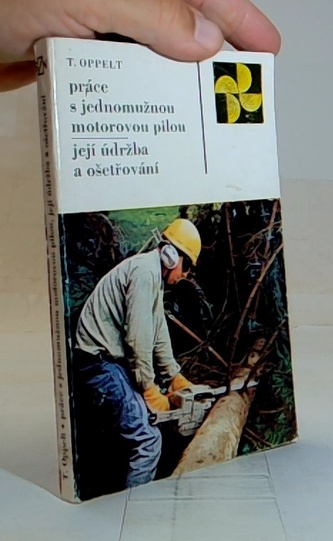 T. OPPELT
práce
s jednomužnou
motorovou pilou
její údržba
a ošetřování
T. Oppelt • práce s jednomužnou motorovou pilou, její údržba a ošetřování